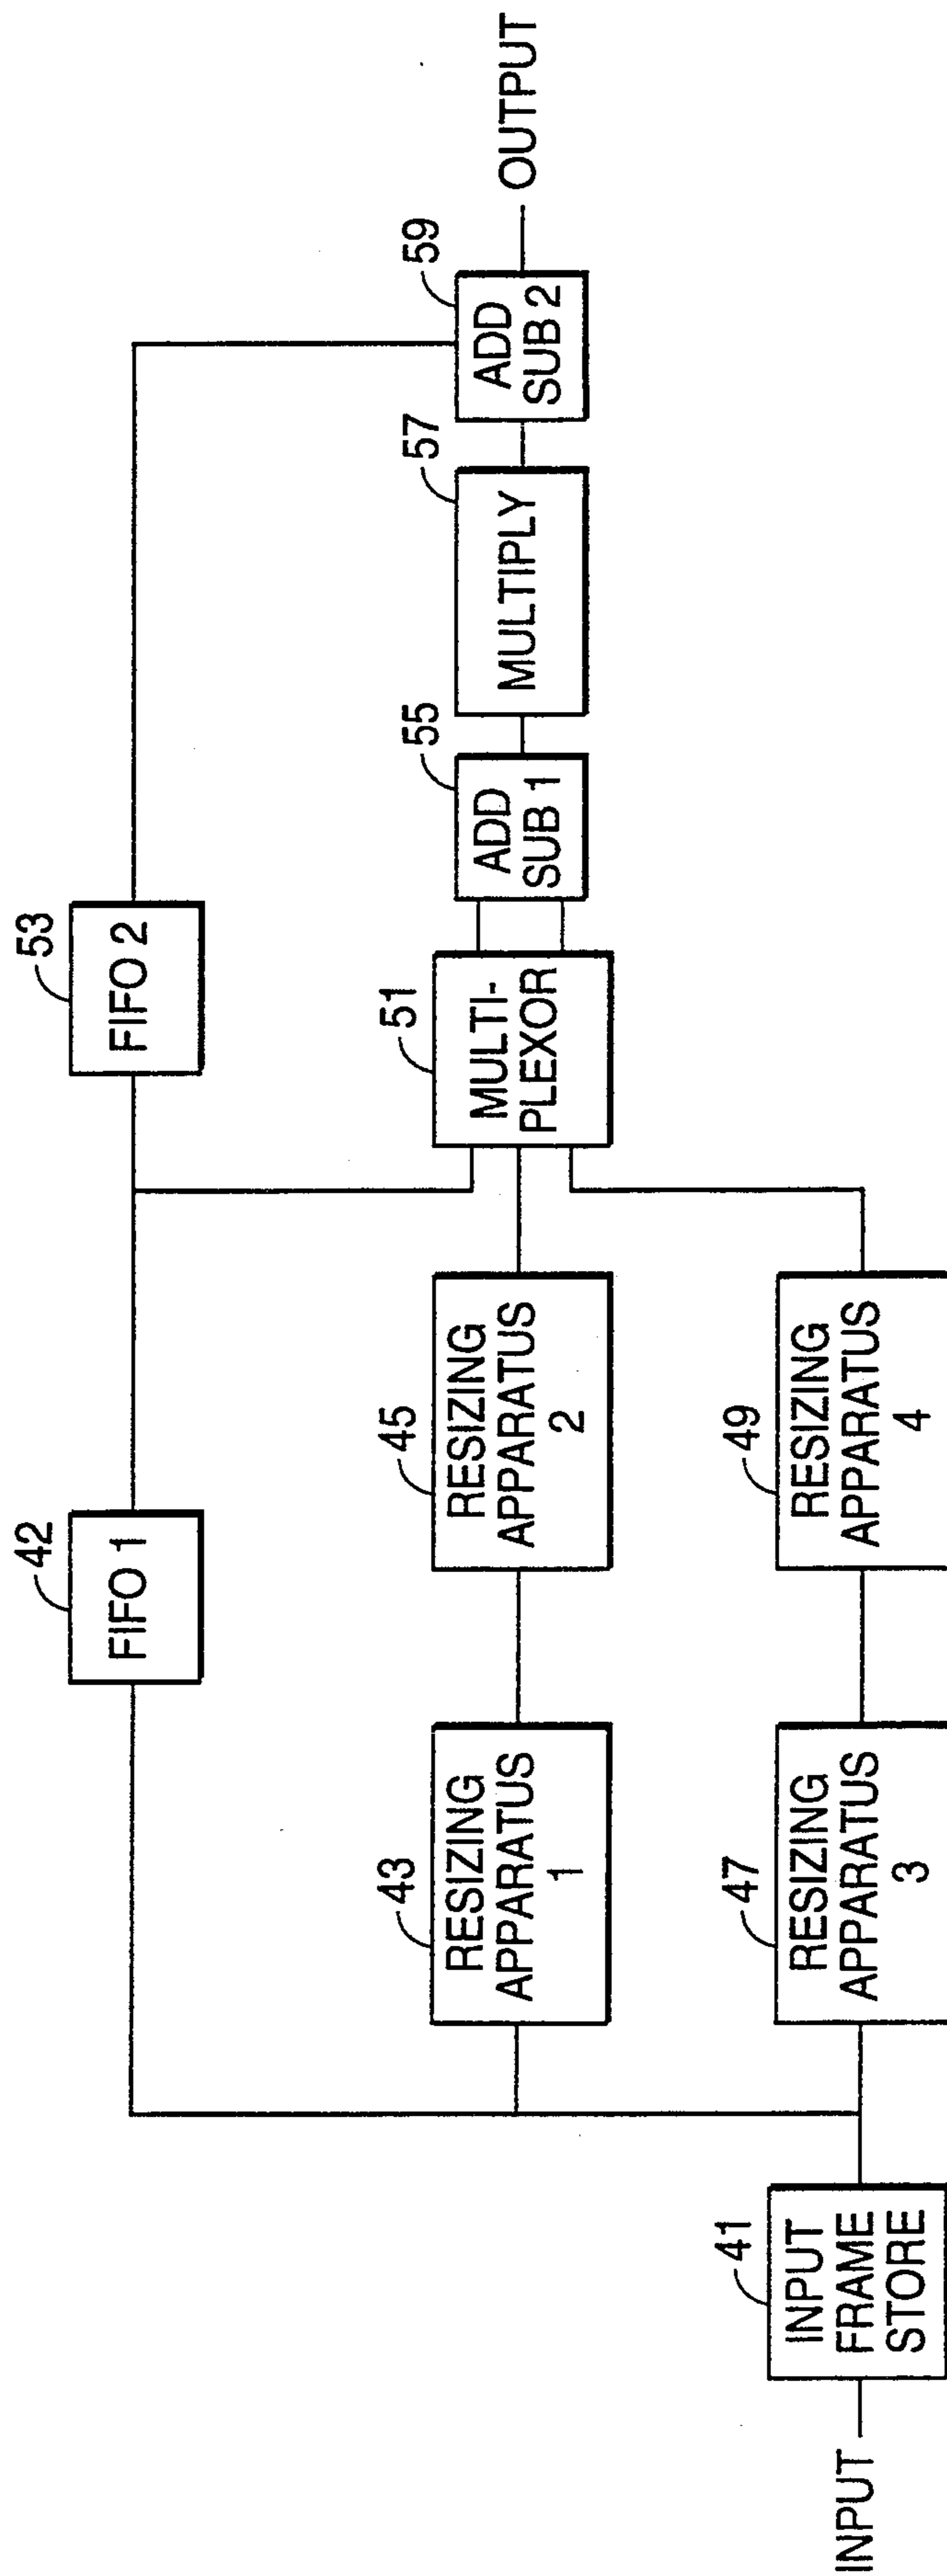 42
FIFO 1
53
FIFO 2
43
RESIZING
APPARATUS
1
45
RESIZING
APPARATUS
2
51
MULTI-
PLEXOR
55
ADD
SUB 1
57
MULTIPLY
59
ADD
SUB 2
OUTPUT
INPUT
41
INPUT
FRAME
STORE
47
RESIZING
APPARATUS
3
49
RESIZING
APPARATUS
4